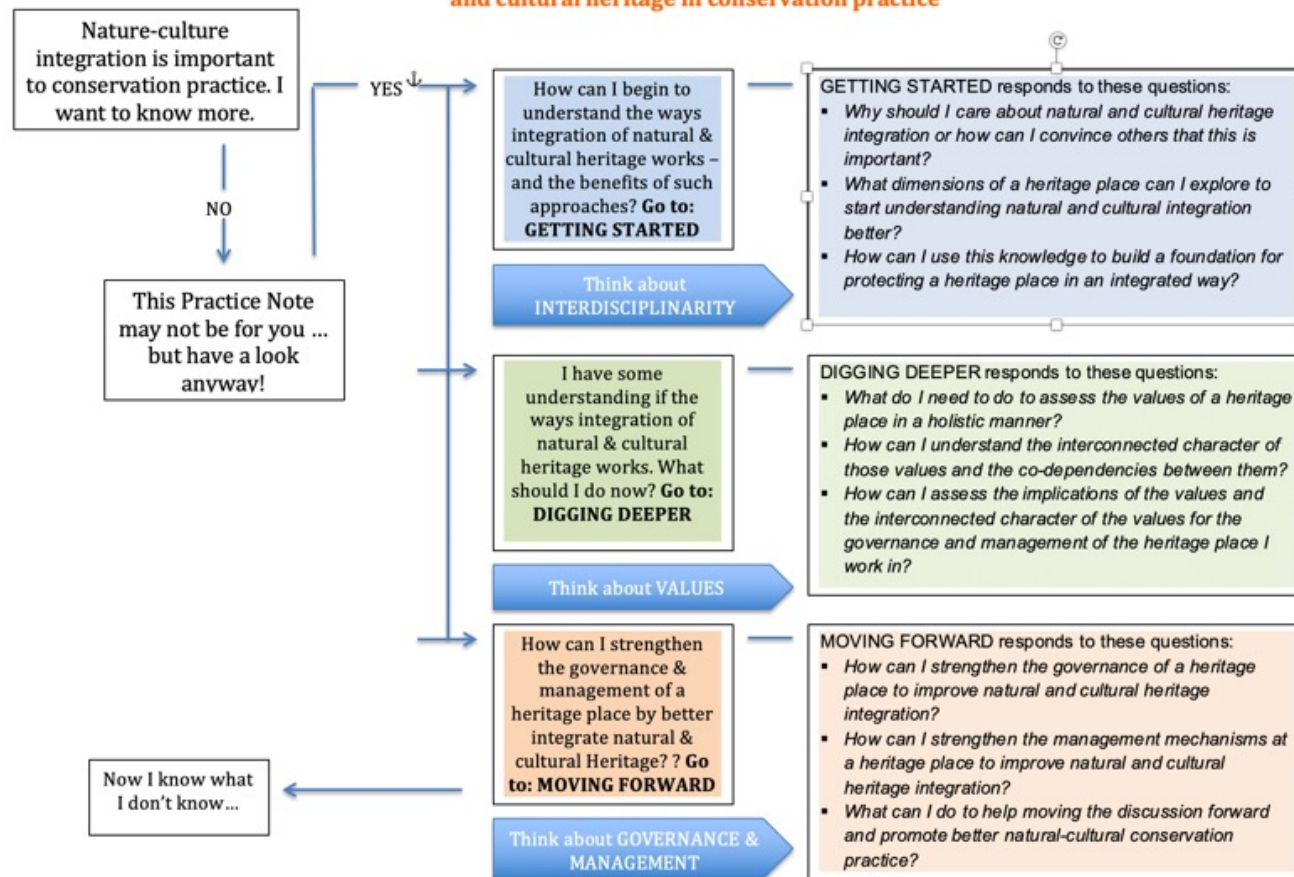 and cultural heritage in conservation practice
Nature-culture
integration is important
to conservation practice. I
want to know more.
YES
NO
This Practice Note
may not be for you ...
but have a look
anyway!
How can I begin to
understand the ways
integration of natural &
cultural heritage works –
and the benefits of such
approaches? Go to:
GETTING STARTED
Think about
INTERDISCIPLINARITY
GETTING STARTED responds to these questions:
▪ Why should I care about natural and cultural heritage
integration or how can I convince others that this is
important?
▪ What dimensions of a heritage place can I explore to
start understanding natural and cultural integration
better?
▪ How can I use this knowledge to build a foundation for
protecting a heritage place in an integrated way?
I have some
understanding if the
ways integration of
natural & cultural
heritage works. What
should I do now? Go to:
DIGGING DEEPER
Think about VALUES
DIGGING DEEPER responds to these questions:
▪ What do I need to do to assess the values of a heritage
place in a holistic manner?
▪ How can I understand the interconnected character of
those values and the co-dependencies between them?
▪ How can I assess the implications of the values and
the interconnected character of the values for the
governance and management of the heritage place I
work in?
How can I strengthen
the governance &
management of a
heritage place by better
integrate natural &
cultural Heritage? ? Go
to: MOVING FORWARD
Think about GOVERNANCE &
MANAGEMENT
MOVING FORWARD responds to these questions:
▪ How can I strengthen the governance of a heritage
place to improve natural and cultural heritage
integration?
▪ How can I strengthen the management mechanisms at
a heritage place to improve natural and cultural
heritage integration?
▪ What can I do to help moving the discussion forward
and promote better natural-cultural conservation
practice?
Now I know what
I don't know...